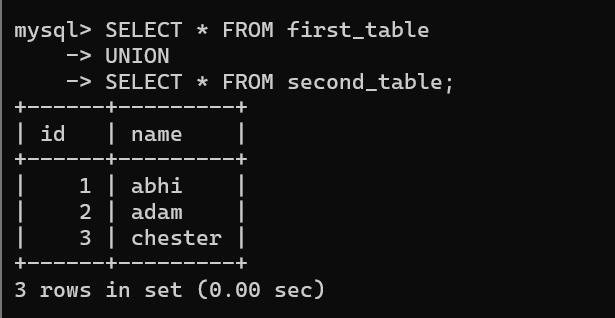 mysql> SELECT * FROM first_table
    -> UNION
    -> SELECT * FROM second_table;
+------+---------+
| id   | name    |
+------+---------+
|    1 | abhi    |
|    2 | adam    |
|    3 | chester |
+------+---------+
3 rows in set (0.00 sec)